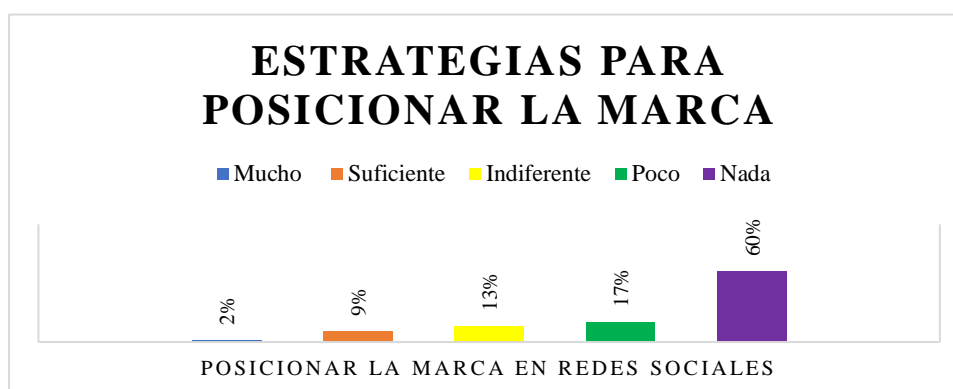 ESTRATEGIAS PARA
POSICIONAR LA MARCA
Mucho Suficiente Indiferente Poco Nada
2% 9% 13% 17% 60%
POSICIONAR LA MARCA EN REDES SOCIALES